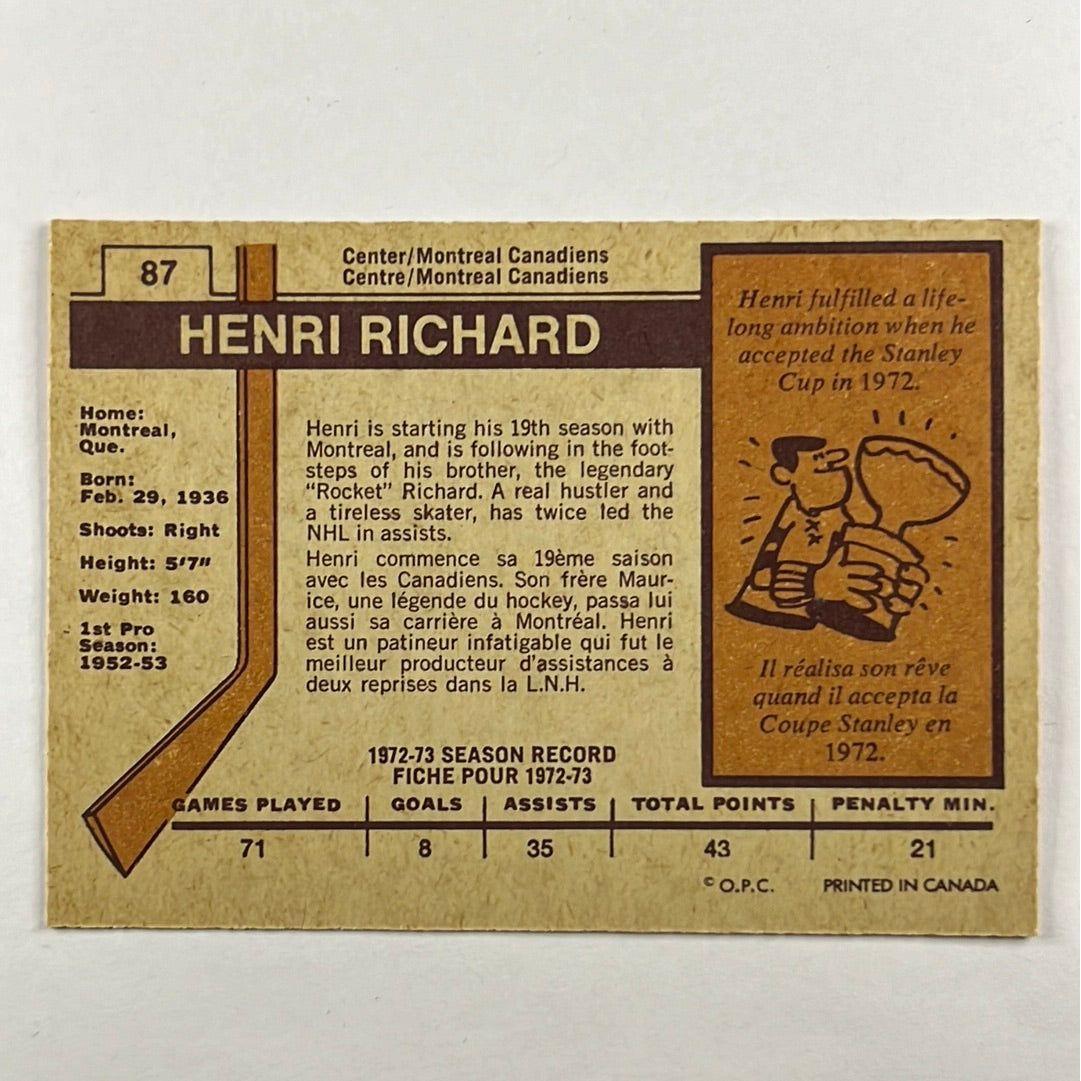 87
Center/Montreal Canadiens
Centre/Montreal Canadiens
HENRI RICHARD
Home:
Montreal,
Que.
Born:
Feb. 29, 1936
Shoots: Right
Height: 5'7"
Weight: 160
1st Pro
Season:
1952-53
Henri is starting his 19th season with
Montreal, and is following in the foot-
steps of his brother, the legendary
"Rocket" Richard. A real hustler and
a tireless skater, has twice led the
NHL in assists.
Henri commence sa 19ème saison
avec les Canadiens. Son frère Maur-
ice, une légende du hockey, passa lui
aussi sa carrière à Montréal. Henri
est un patineur infatigable qui fut le
meilleur producteur d'assistances à
deux reprises dans la L.N.H.
Henri fulfilled a life-
long ambition when he
accepted the Stanley
Cup in 1972.
Il réalisa son rêve
quand il accepta la
Coupe Stanley en
1972.
1972-73 SEASON RECORD
FICHE POUR 1972-73
GAMES PLAYED GOALS ASSISTS TOTAL POINTS PENALTY MIN.
71 8 35 43 21
© O.P.C. PRINTED IN CANADA